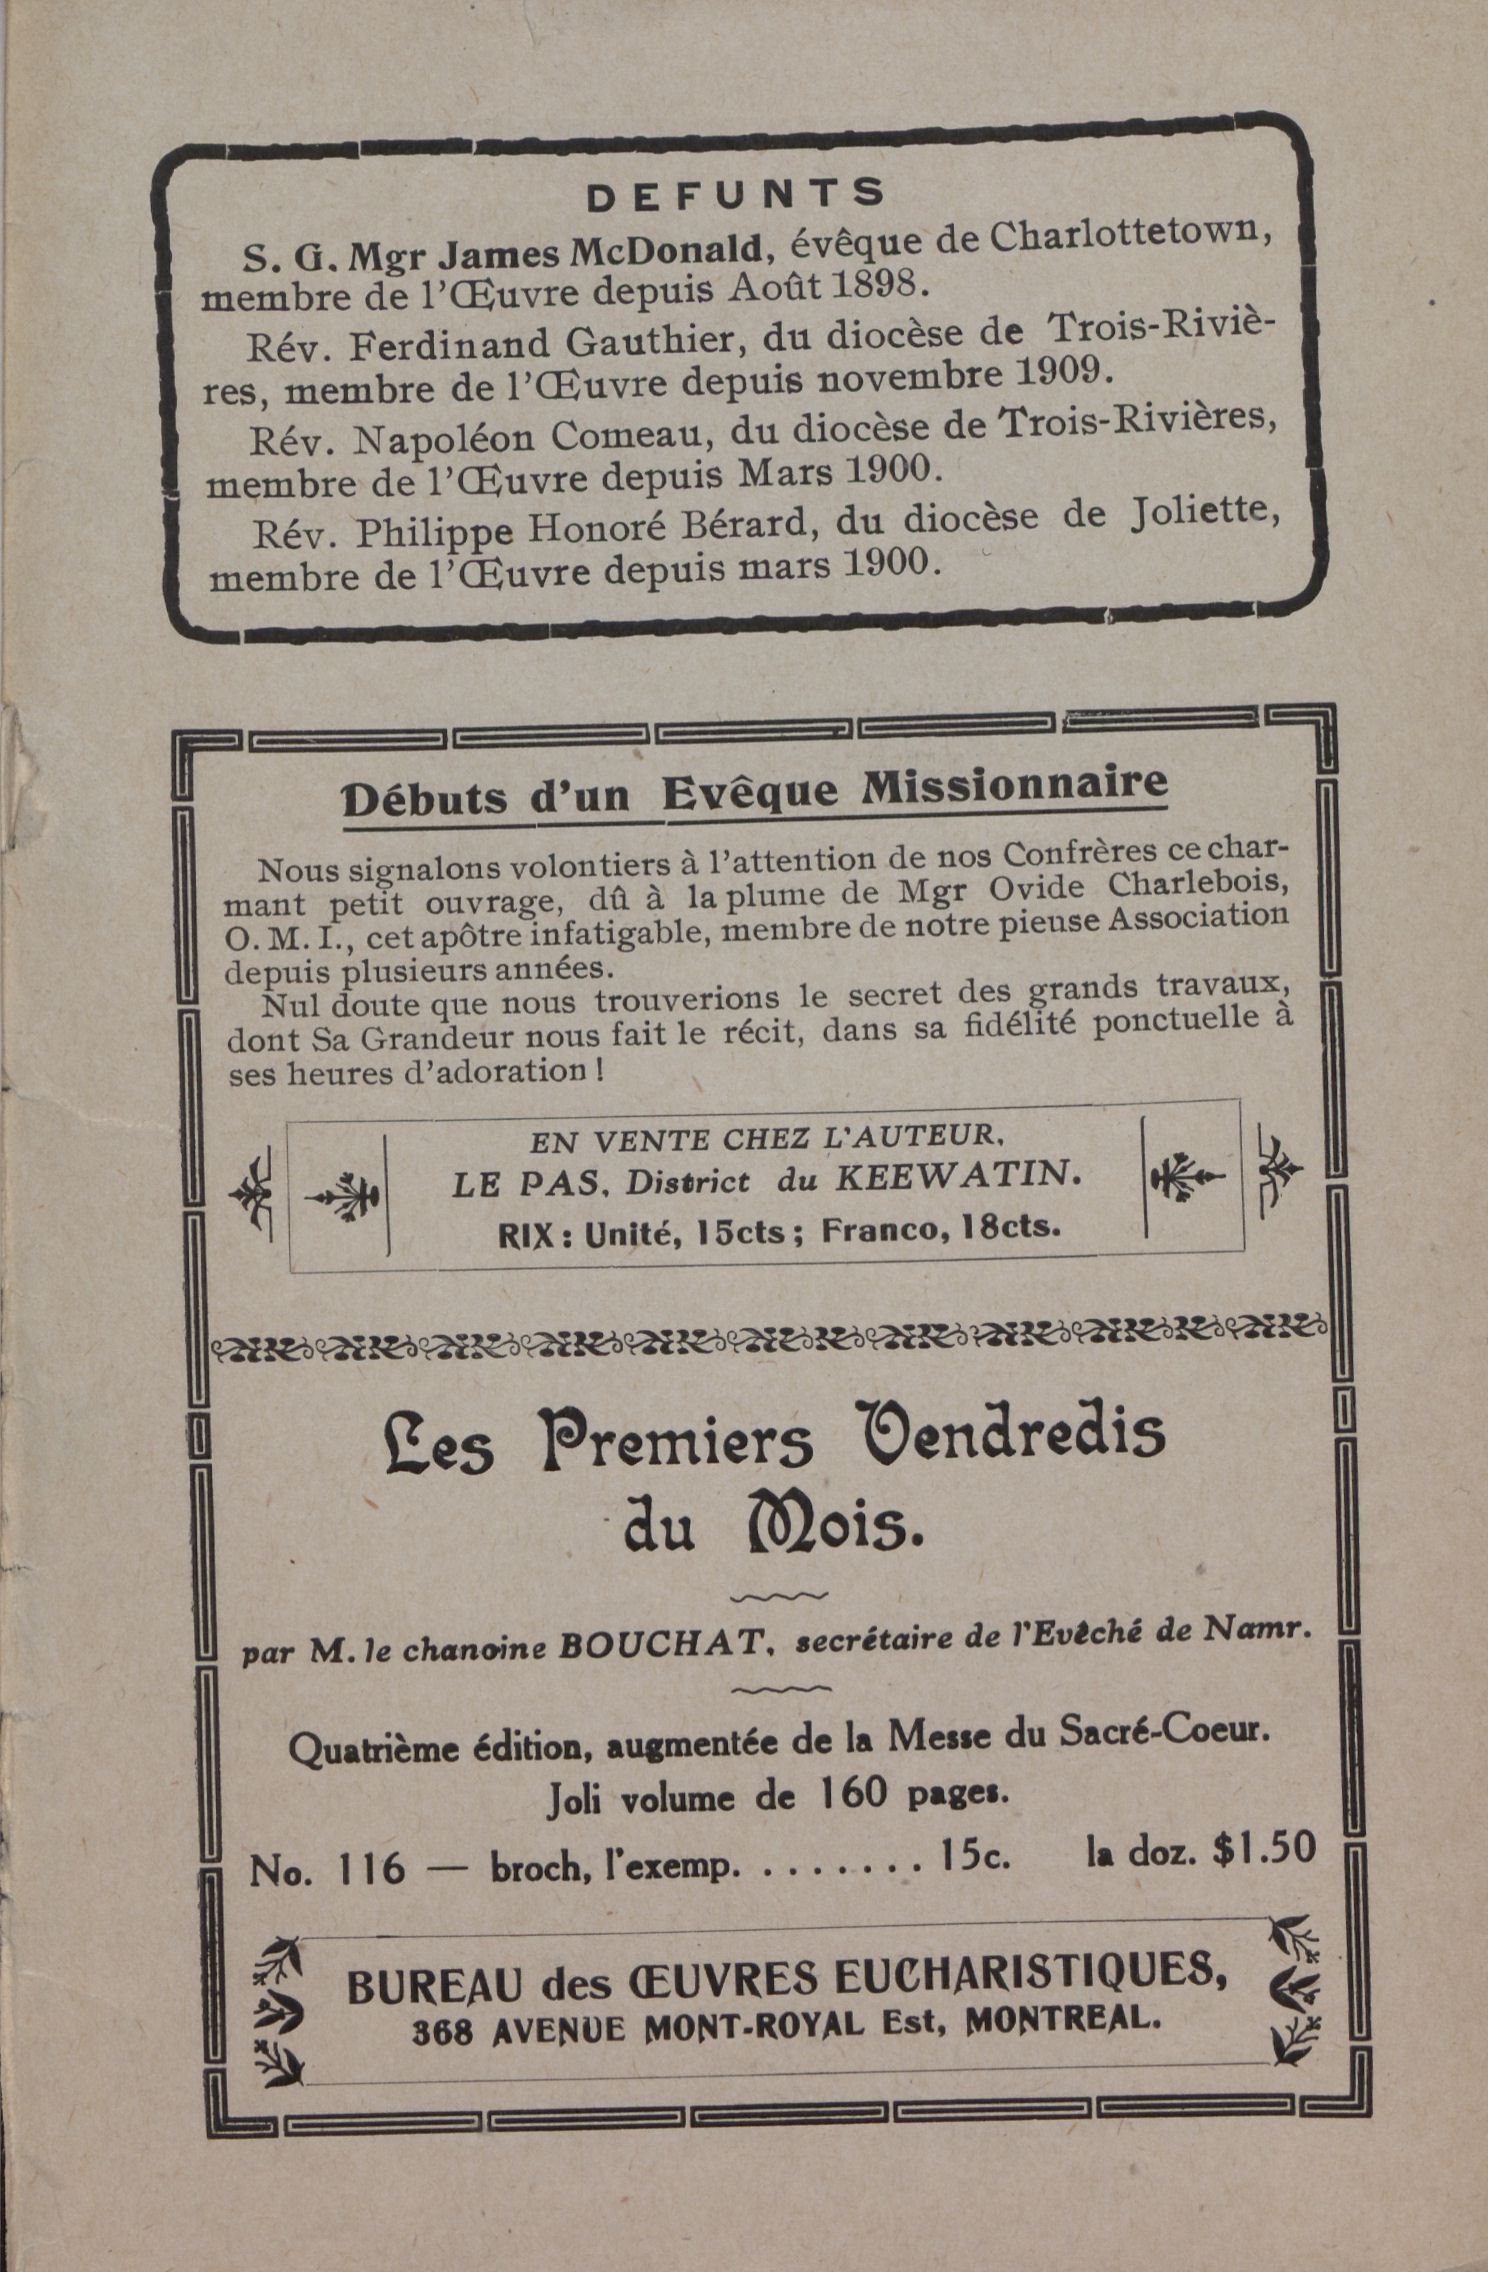 DEFUNTS
S. G. Mgr James McDonald, évêque de Charlottetown,
membre de l'Œuvre depuis Août 1898.
Rév. Ferdinand Gauthier, du diocèse de Trois-Riviè-
res, membre de l'Œuvre depuis novembre 1909.
Rév. Napoléon Comeau, du diocèse de Trois-Rivières,
membre de l'Œuvre depuis Mars 1900.
Rév. Philippe Honoré Bérard, du diocèse de Joliette,
membre de l'Œuvre depuis mars 1900.
Débuts d'un Evêque Missionnaire
Nous signalons volontiers à l'attention de nos Confrères ce char-
mant petit ouvrage, dû à la plume de Mgr Ovide Charlebois,
O. M. I., cet apôtre infatigable, membre de notre pieuse Association
depuis plusieurs années.
Nul doute que nous trouverions le secret des grands travaux,
dont Sa Grandeur nous fait le récit, dans sa fidélité ponctuelle à
ses heures d'adoration !
EN VENTE CHEZ L'AUTEUR,
LE PAS, District du KEEWATIN.
RIX : Unité, 15cts ; Franco, 18cts.
Les Premiers Vendredis
du Mois.
par M. le chanoine BOUCHAT, secrétaire de l'Evêché de Namr.
Quatrième édition, augmentée de la Messe du Sacré-Coeur.
Joli volume de 160 pages.
No. 116 — broch, l'exemp. . . . . . . . 15c. la doz. $1.50
BUREAU des ŒUVRES EUCHARISTIQUES,
368 AVENUE MONT-ROYAL Est, MONTREAL.